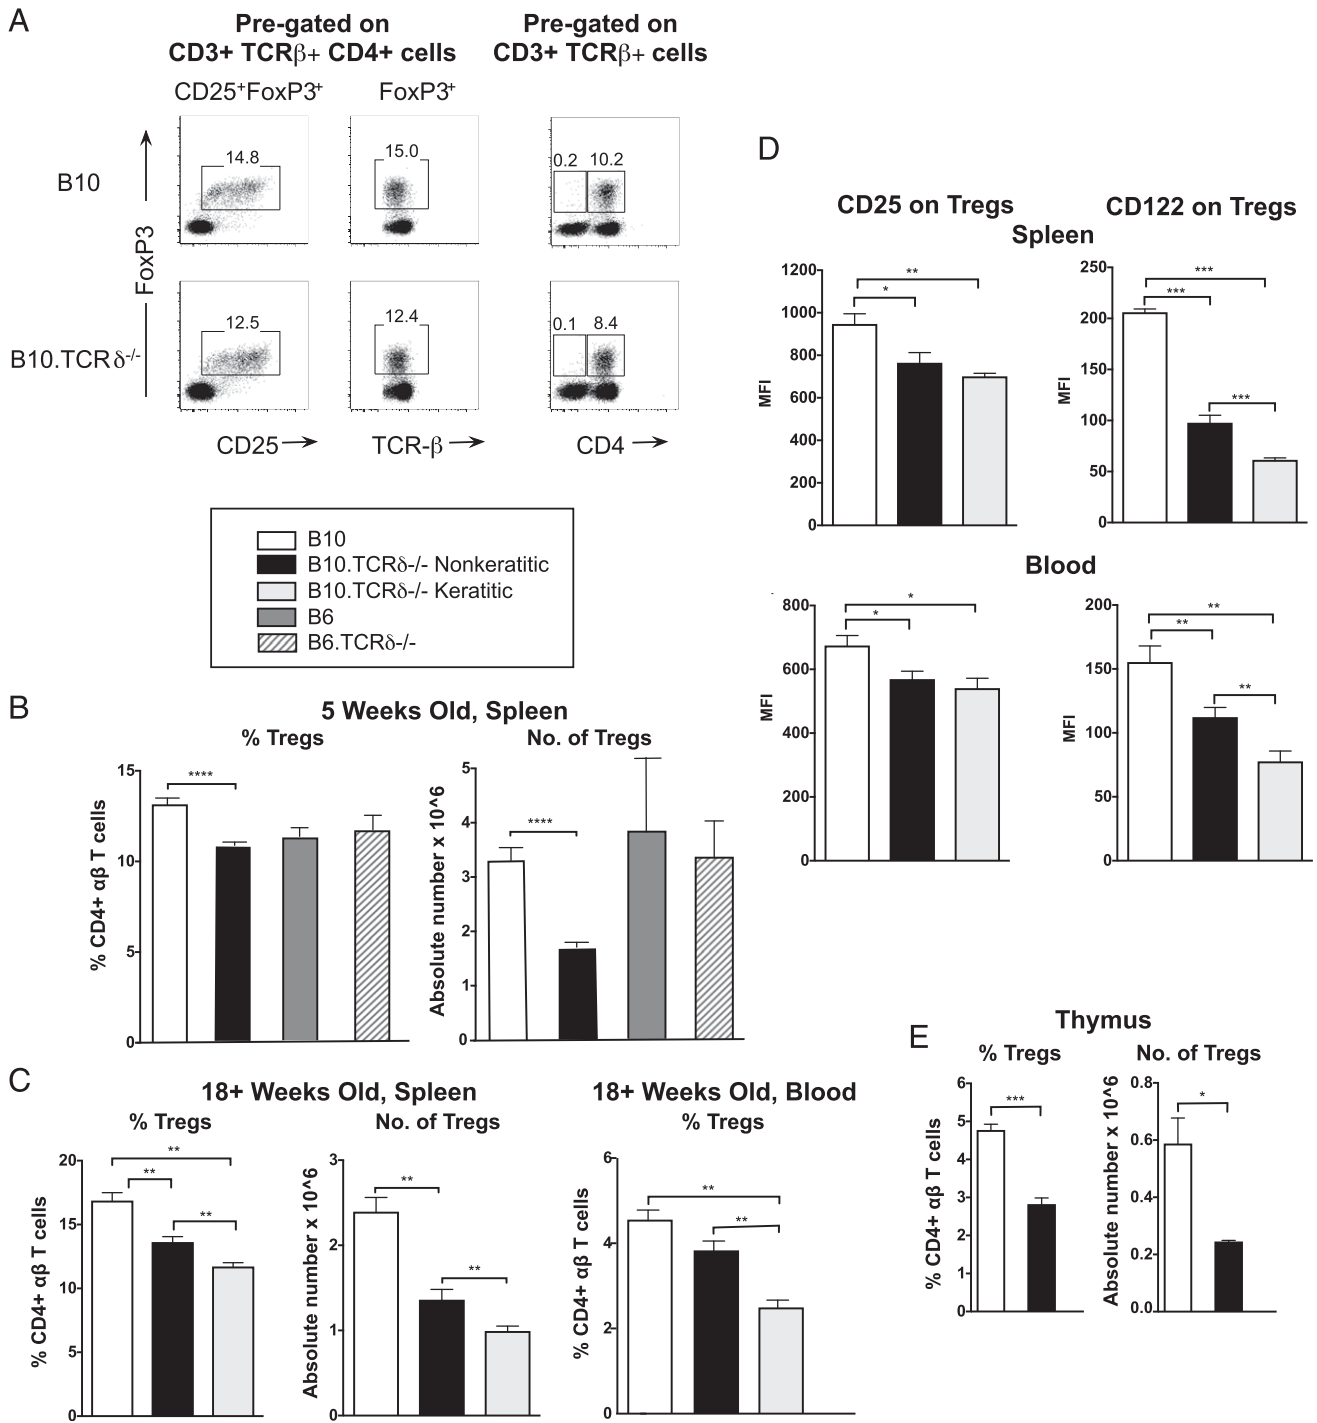 A
Pre-gated on
CD3+ TCRβ+ CD4+ cells
Pre-gated on
CD3+ TCRβ+ cells
CD25+FoxP3+
FoxP3+
B10
14.8
15.0
0.2
10.2
FoxP3
B10.TCRδ-/-
12.5
12.4
0.1
8.4
CD25
TCR-β
CD4
B10
B10.TCRδ-/- Nonkeratitic
B10.TCRδ-/- Keratitic
B6
B6.TCRδ-/-
B
5 Weeks Old, Spleen
% Tregs
% CD4+ αβ T cells
15
10
5
0
****
No. of Tregs
Absolute number x 10^6
5
4
3
2
1
0
****
C
18+ Weeks Old, Spleen
% Tregs
% CD4+ αβ T cells
20
15
10
5
0
**
**
**
No. of Tregs
Absolute number x 10^6
3
2
1
0
**
**
18+ Weeks Old, Blood
% Tregs
% CD4+ αβ T cells
6
4
2
0
**
**
D
CD25 on Tregs
CD122 on Tregs
Spleen
MFI
1200
1000
800
600
400
200
0
**
*
MFI
250
200
150
100
50
0
***
***
***
Blood
MFI
800
600
400
200
0
*
*
MFI
200
150
100
50
0
**
**
**
E
Thymus
% Tregs
% CD4+ αβ T cells
6
5
4
3
2
1
0
***
No. of Tregs
Absolute number x 10^6
0.8
0.6
0.4
0.2
0.0
*